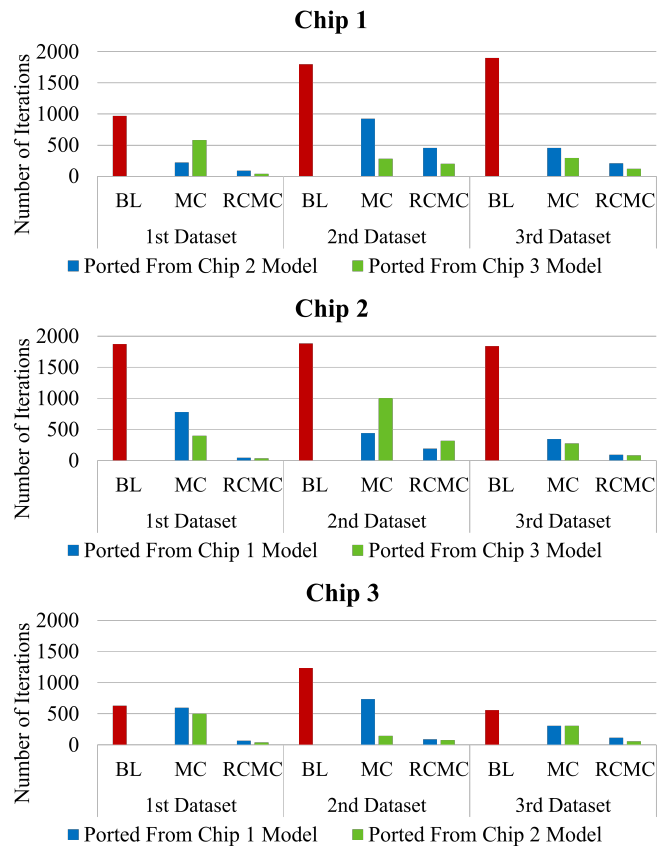 Chip 1
Number of Iterations
2000
1500
1000
500
0
BL MC RCMC BL MC RCMC BL MC RCMC
1st Dataset 2nd Dataset 3rd Dataset
Ported From Chip 2 Model Ported From Chip 3 Model
Chip 2
Number of Iterations
2000
1500
1000
500
0
BL MC RCMC BL MC RCMC BL MC RCMC
1st Dataset 2nd Dataset 3rd Dataset
Ported From Chip 1 Model Ported From Chip 3 Model
Chip 3
Number of Iterations
2000
1500
1000
500
0
BL MC RCMC BL MC RCMC BL MC RCMC
1st Dataset 2nd Dataset 3rd Dataset
Ported From Chip 1 Model Ported From Chip 2 Model